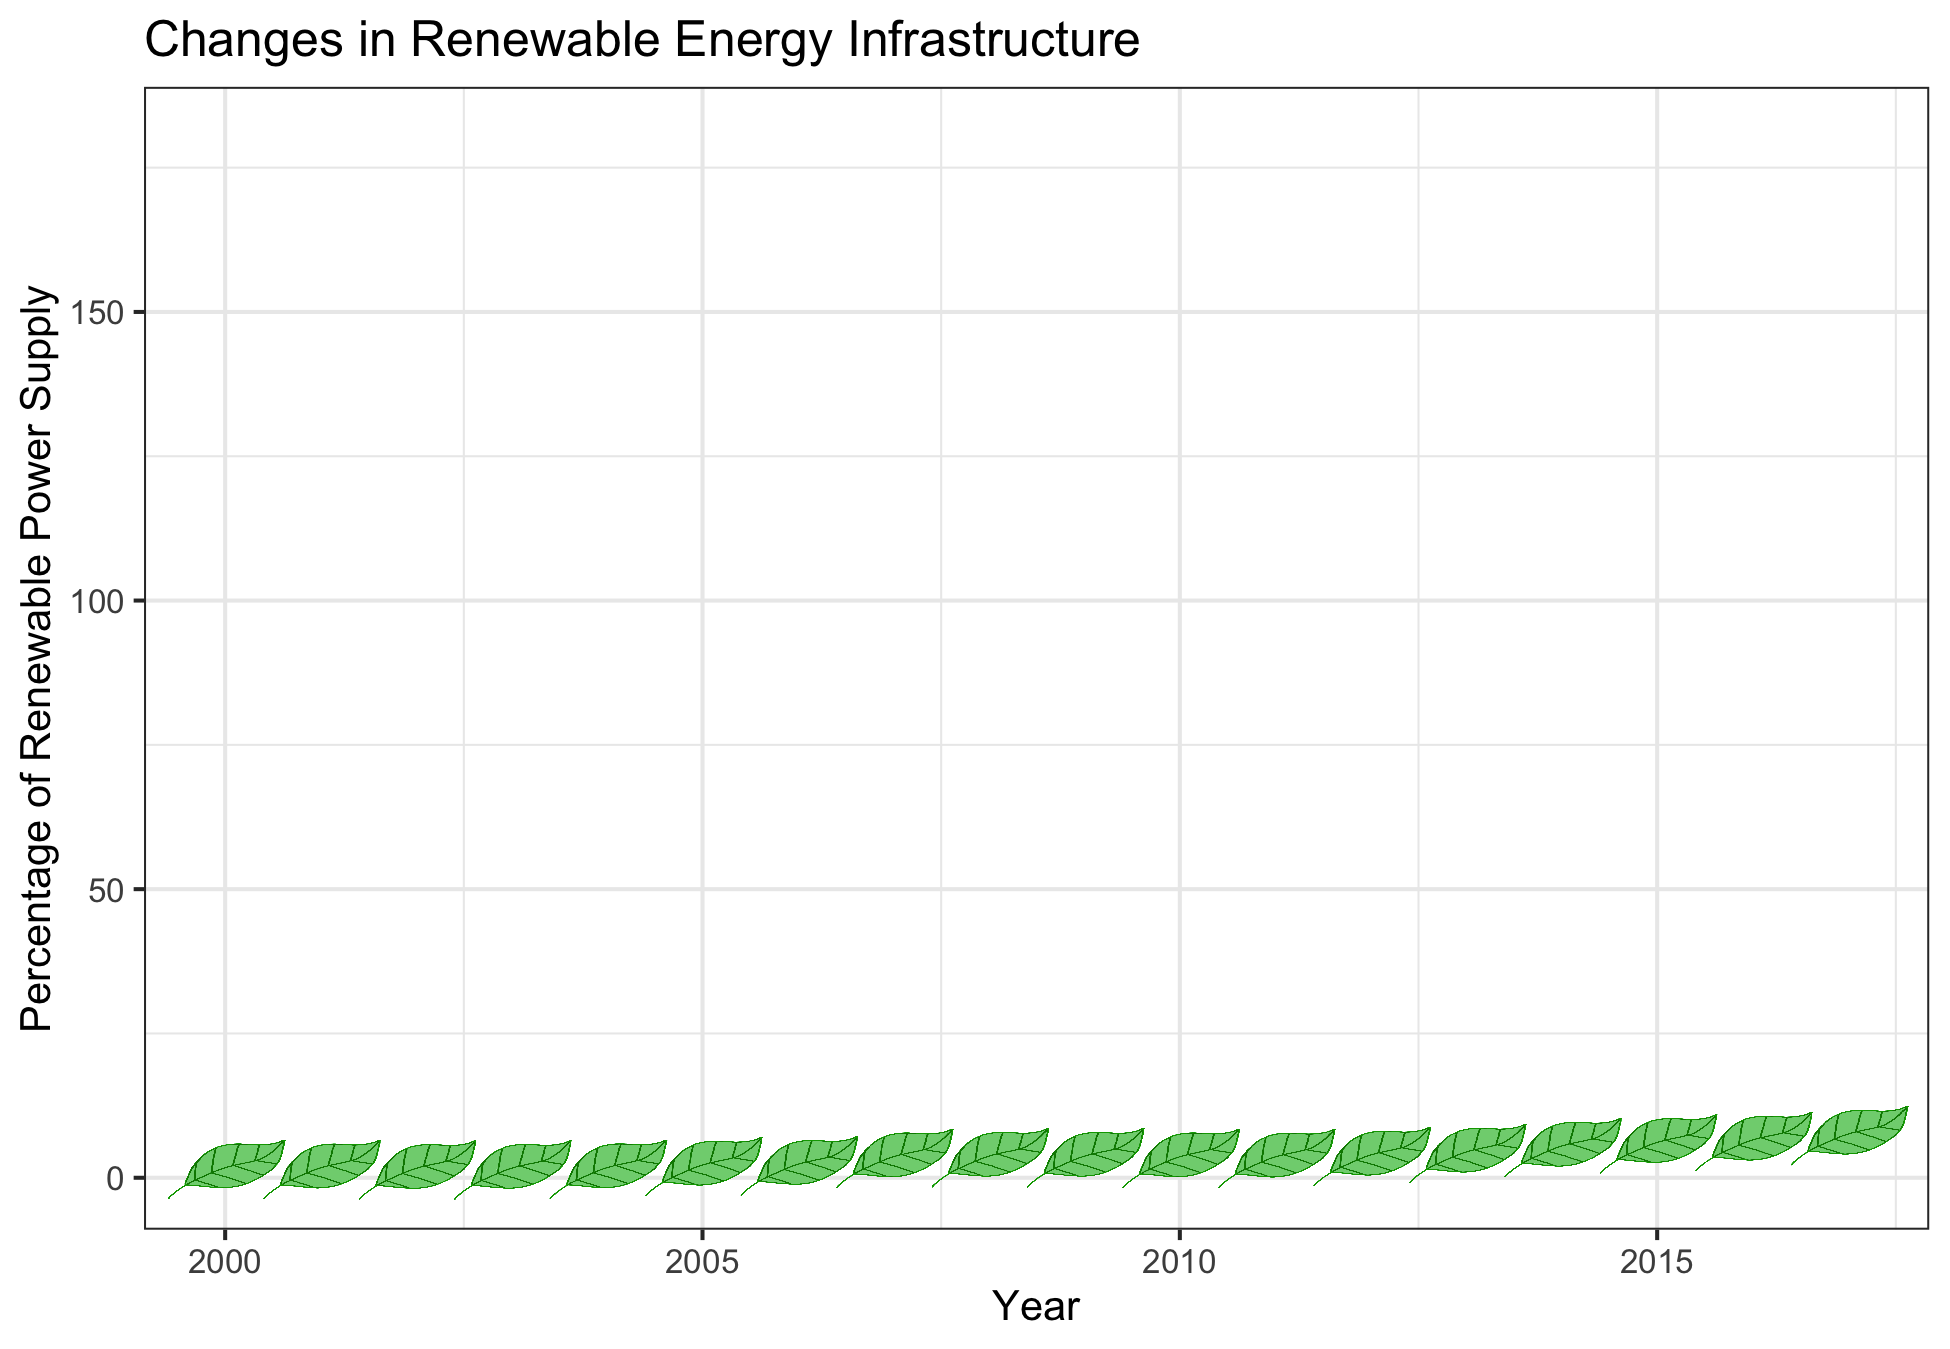 Changes in Renewable Energy Infrastructure
Percentage of Renewable Power Supply
150
100
50
0
2000
2005
2010
2015
Year